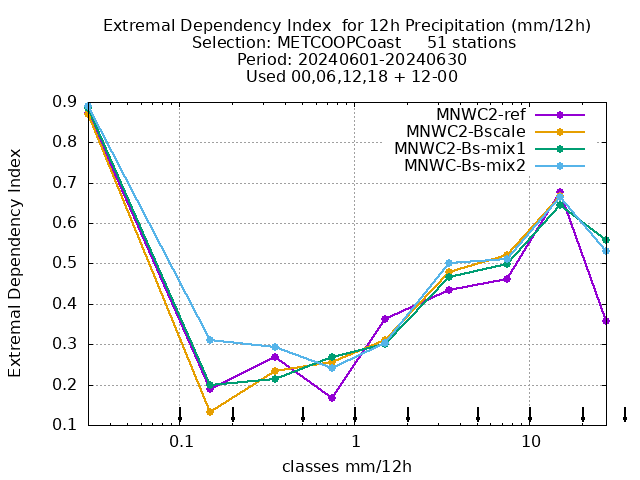 Extremal Dependency Index  for 12h Precipitation (mm/12h)
Selection: METCOOPCoast     51 stations
Period: 20240601-20240630
Used 00,06,12,18 + 12-00
MNWC2-ref
MNWC2-Bscale
MNWC2-Bs-mix1
MNWC-Bs-mix2
Extremal Dependency Index
0.9
0.8
0.7
0.6
0.5
0.4
0.3
0.2
0.1
0.1 1 10
classes mm/12h